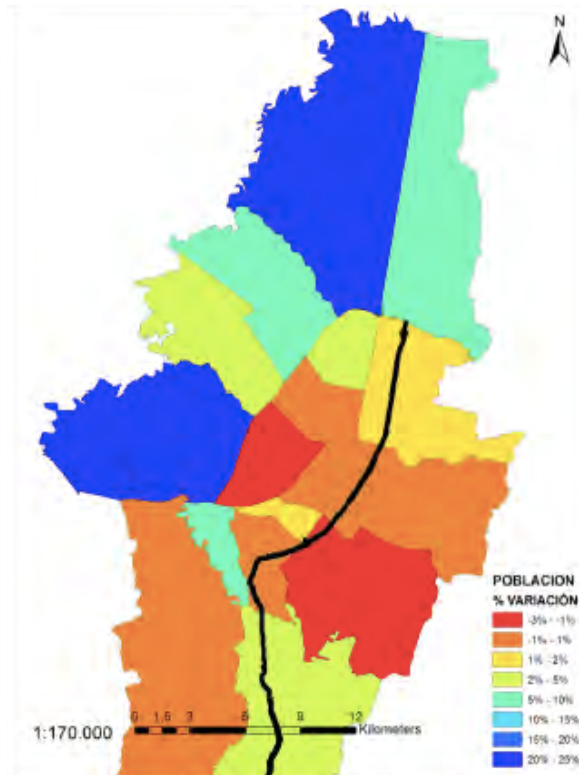 N
POBLACION
% VARIACIÓN
-3% - -1%
-1% - 1%
1% - 2%
2% - 5%
5% - 10%
10% - 15%
15% - 20%
20% - 25%
1:170.000
0 1,5 3 6 9 12
Kilometers